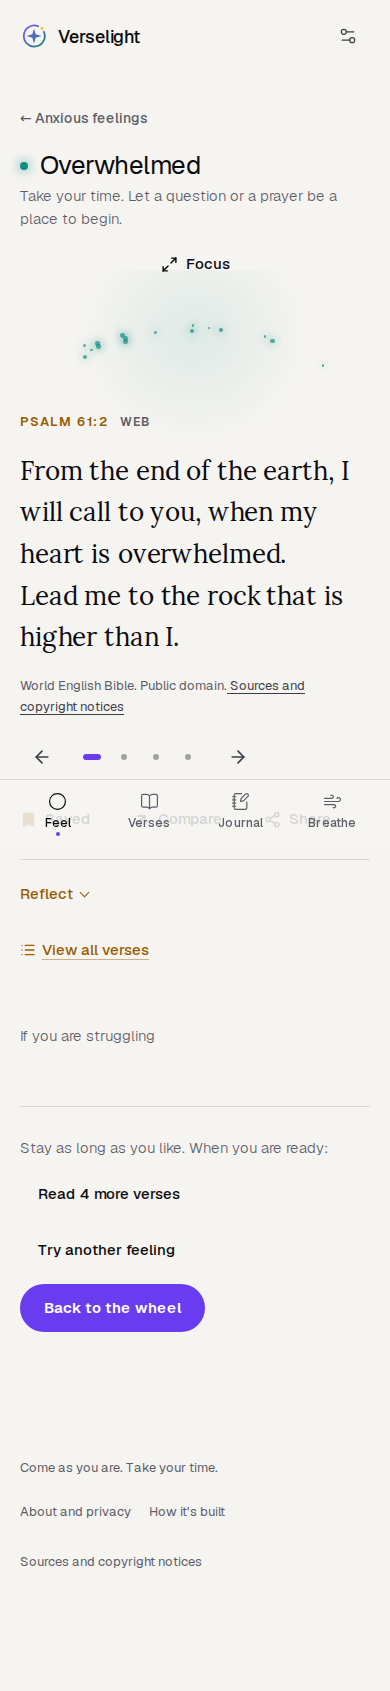 Verselight
← Anxious feelings
Overwhelmed
Take your time. Let a question or a prayer be a
place to begin.
Focus
PSALM 61:2 WEB
From the end of the earth, I
will call to you, when my
heart is overwhelmed.
Lead me to the rock that is
higher than I.
World English Bible. Public domain. Sources and
copyright notices
Saved Compare Share
Feel Verses Journal Breathe
Reflect
View all verses
If you are struggling
Stay as long as you like. When you are ready:
Read 4 more verses
Try another feeling
Back to the wheel
Come as you are. Take your time.
About and privacy How it's built
Sources and copyright notices